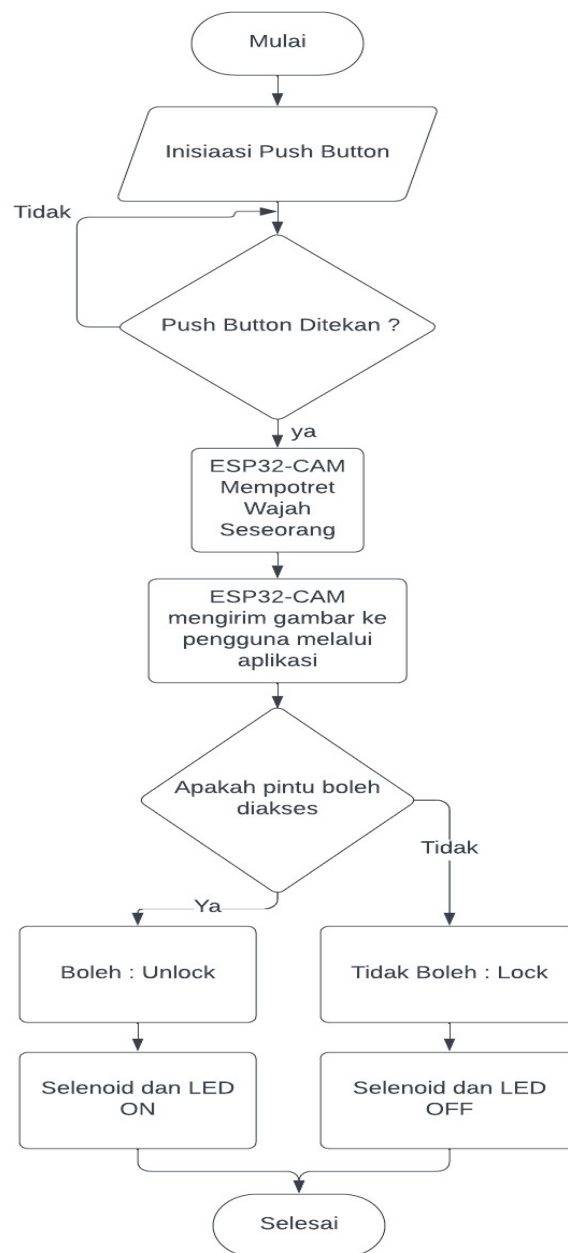 Mulai
Inisiaasi Push Button
Tidak
Push Button Ditekan ?
ya
ESP32-CAM
Mempotret
Wajah
Seseorang
ESP32-CAM
mengirim gambar ke
pengguna melalui
aplikasi
Apakah pintu boleh
diakses
Tidak
Ya
Boleh : Unlock
Tidak Boleh : Lock
Selenoid dan LED
ON
Selenoid dan LED
OFF
Selesai